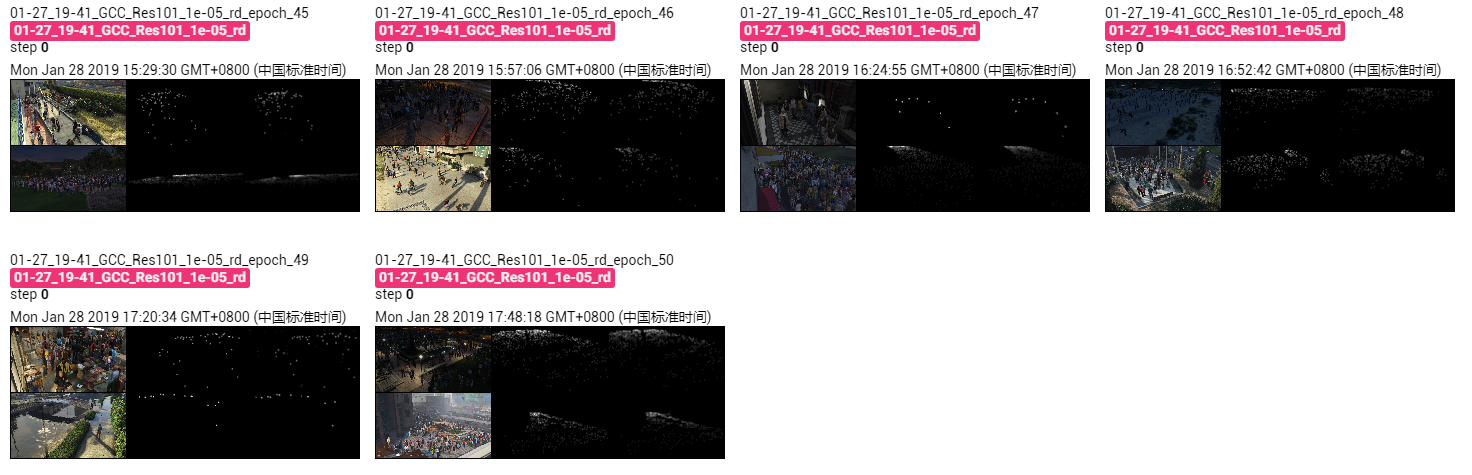 01-27_19-41_GCC_Res101_1e-05_rd_epoch_45
01-27_19-41_GCC_Res101_1e-05_rd
step 0
Mon Jan 28 2019 15:29:30 GMT+0800 (中国标准时间)
01-27_19-41_GCC_Res101_1e-05_rd_epoch_46
01-27_19-41_GCC_Res101_1e-05_rd
step 0
Mon Jan 28 2019 15:57:06 GMT+0800 (中国标准时间)
01-27_19-41_GCC_Res101_1e-05_rd_epoch_47
01-27_19-41_GCC_Res101_1e-05_rd
step 0
Mon Jan 28 2019 16:24:55 GMT+0800 (中国标准时间)
01-27_19-41_GCC_Res101_1e-05_rd_epoch_48
01-27_19-41_GCC_Res101_1e-05_rd
step 0
Mon Jan 28 2019 16:52:42 GMT+0800 (中国标准时间)
01-27_19-41_GCC_Res101_1e-05_rd_epoch_49
01-27_19-41_GCC_Res101_1e-05_rd
step 0
Mon Jan 28 2019 17:20:34 GMT+0800 (中国标准时间)
01-27_19-41_GCC_Res101_1e-05_rd_epoch_50
01-27_19-41_GCC_Res101_1e-05_rd
step 0
Mon Jan 28 2019 17:48:18 GMT+0800 (中国标准时间)